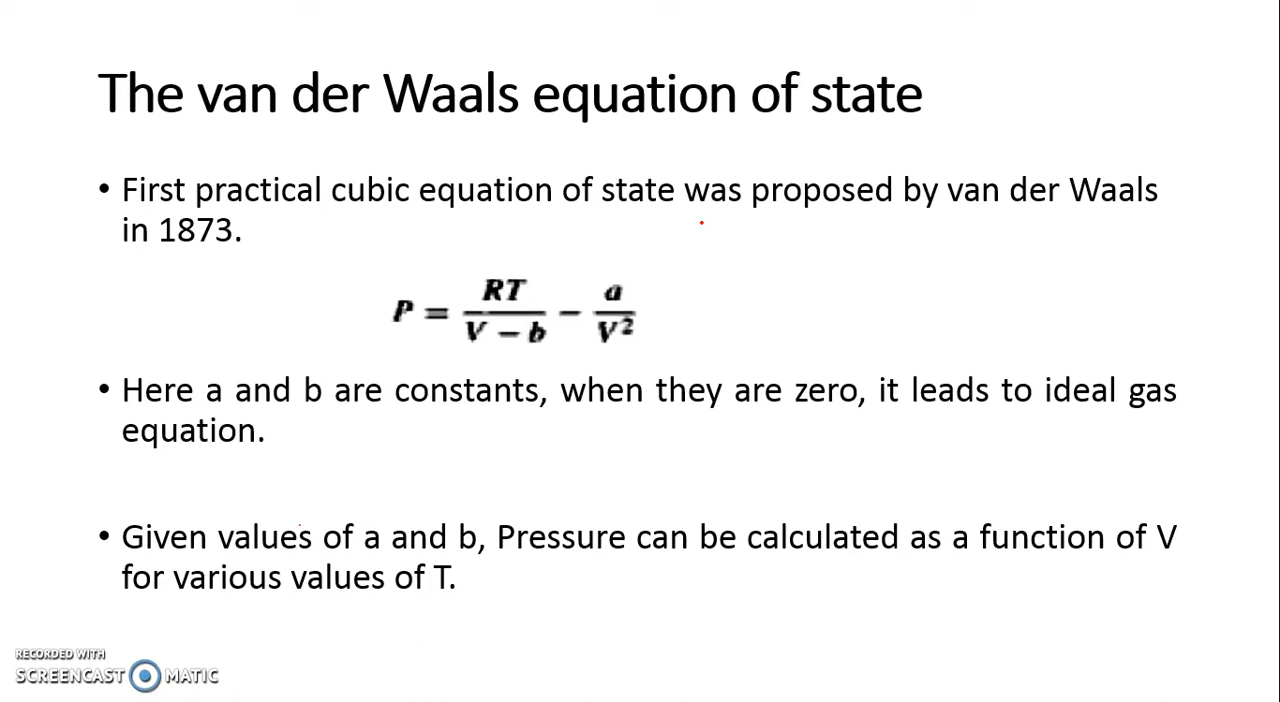 The van der Waals equation of state
• First practical cubic equation of state was proposed by van der Waals
in 1873.
P = RT / (V − b) − a / V²
• Here a and b are constants, when they are zero, it leads to ideal gas
equation.
• Given values of a and b, Pressure can be calculated as a function of V
for various values of T.
RECORDED WITH
SCREENCAST MATIC